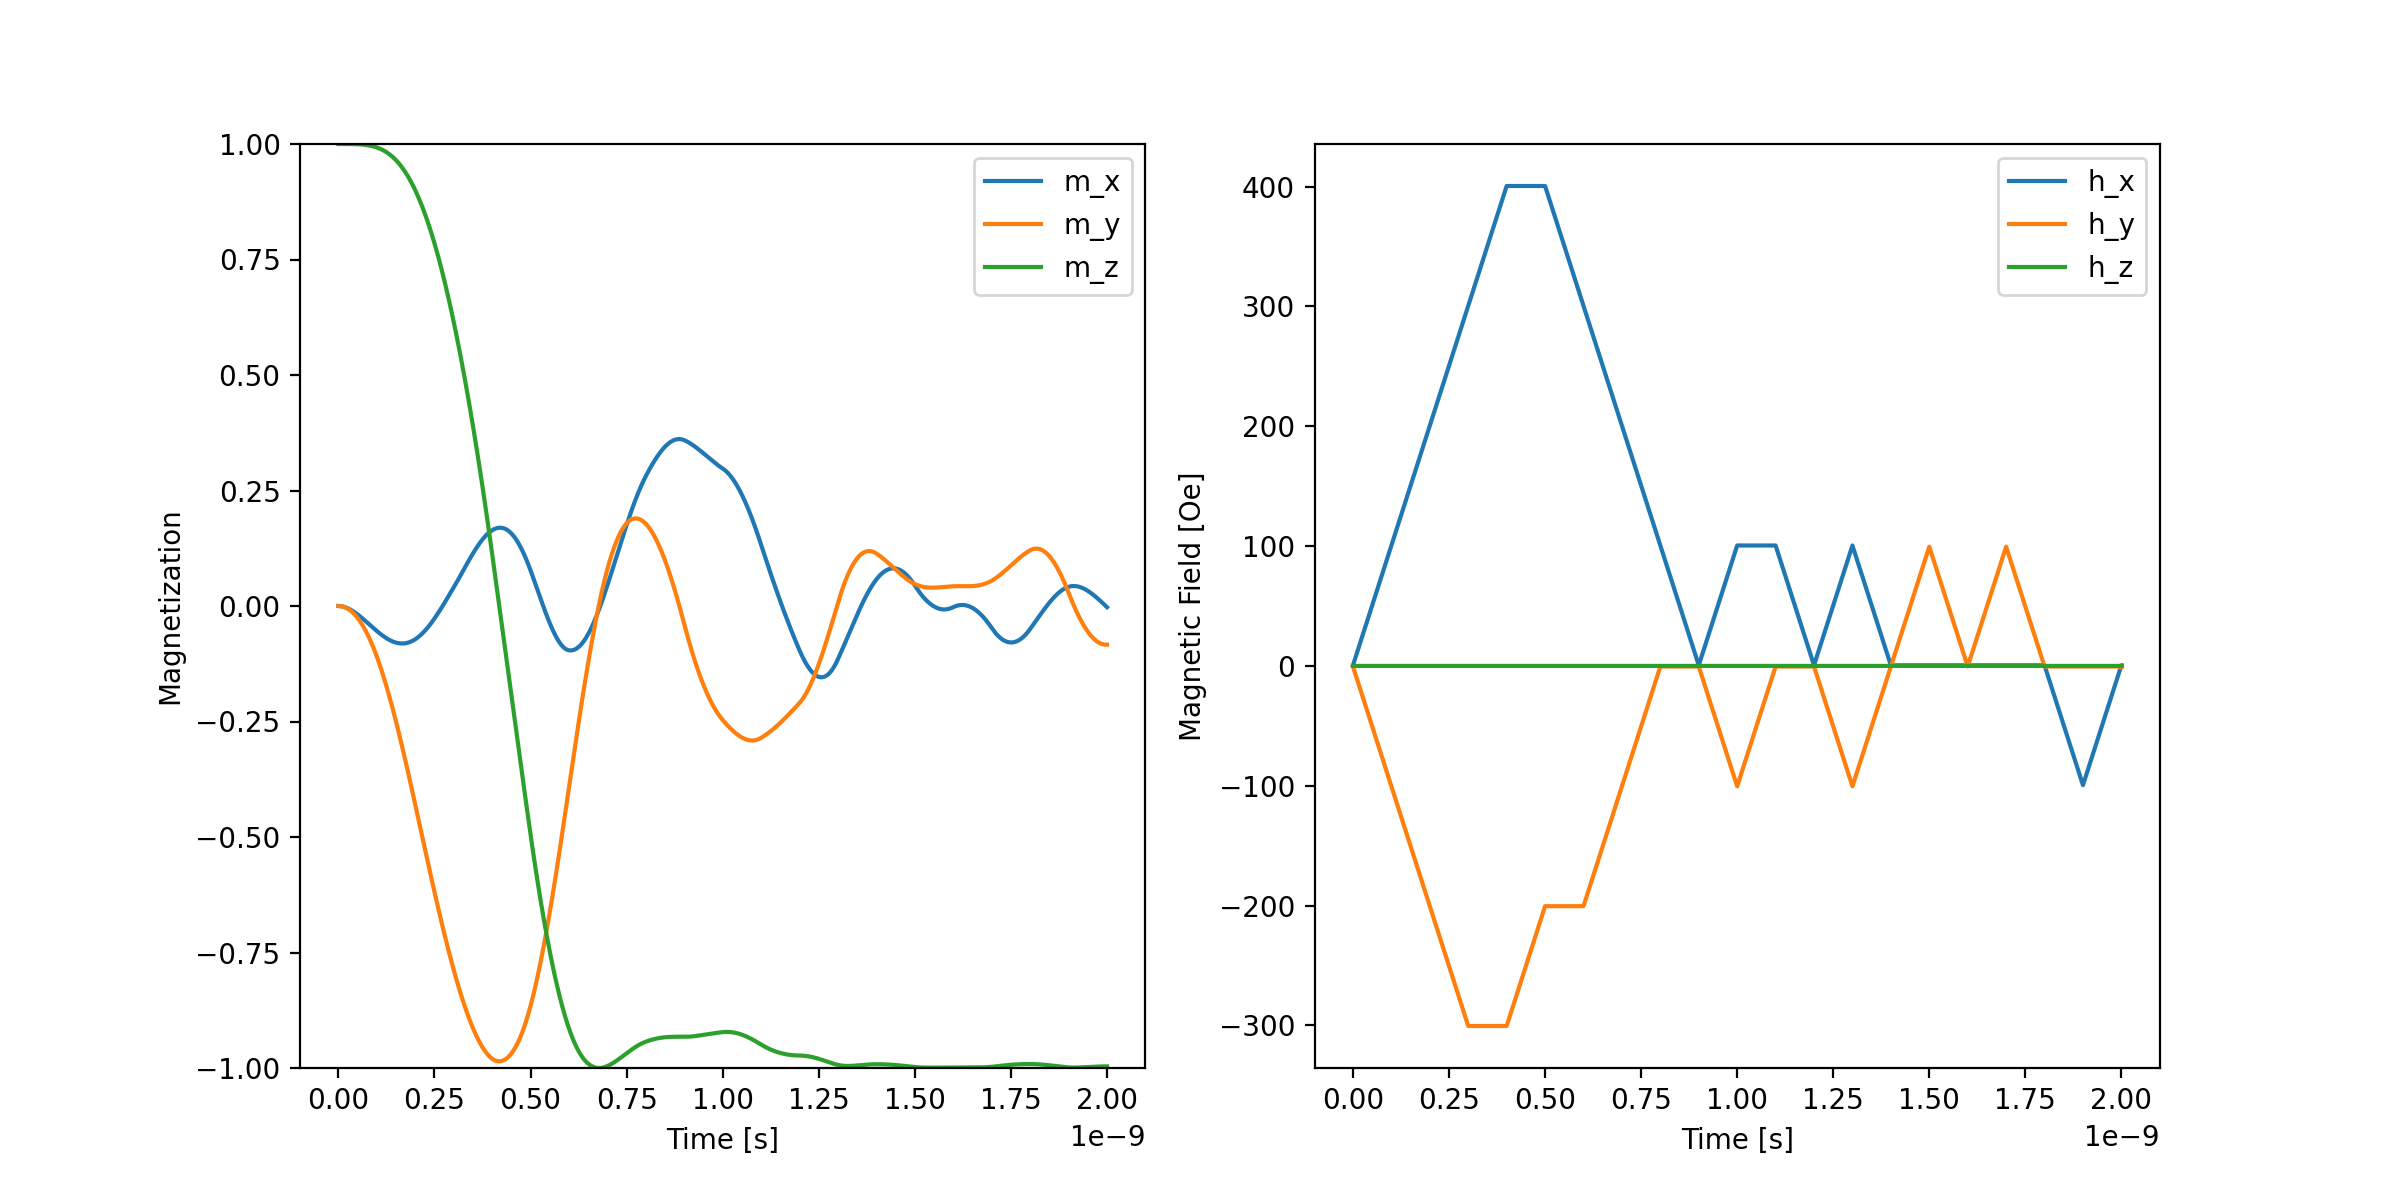 m_x
m_y
m_z
1.00
0.75
0.50
0.25
0.00
−0.25
−0.50
−0.75
−1.00
Magnetization
0.00 0.25 0.50 0.75 1.00 1.25 1.50 1.75 2.00
Time [s]
1e−9
h_x
h_y
h_z
400
300
200
100
0
−100
−200
−300
Magnetic Field [Oe]
0.00 0.25 0.50 0.75 1.00 1.25 1.50 1.75 2.00
Time [s]
1e−9